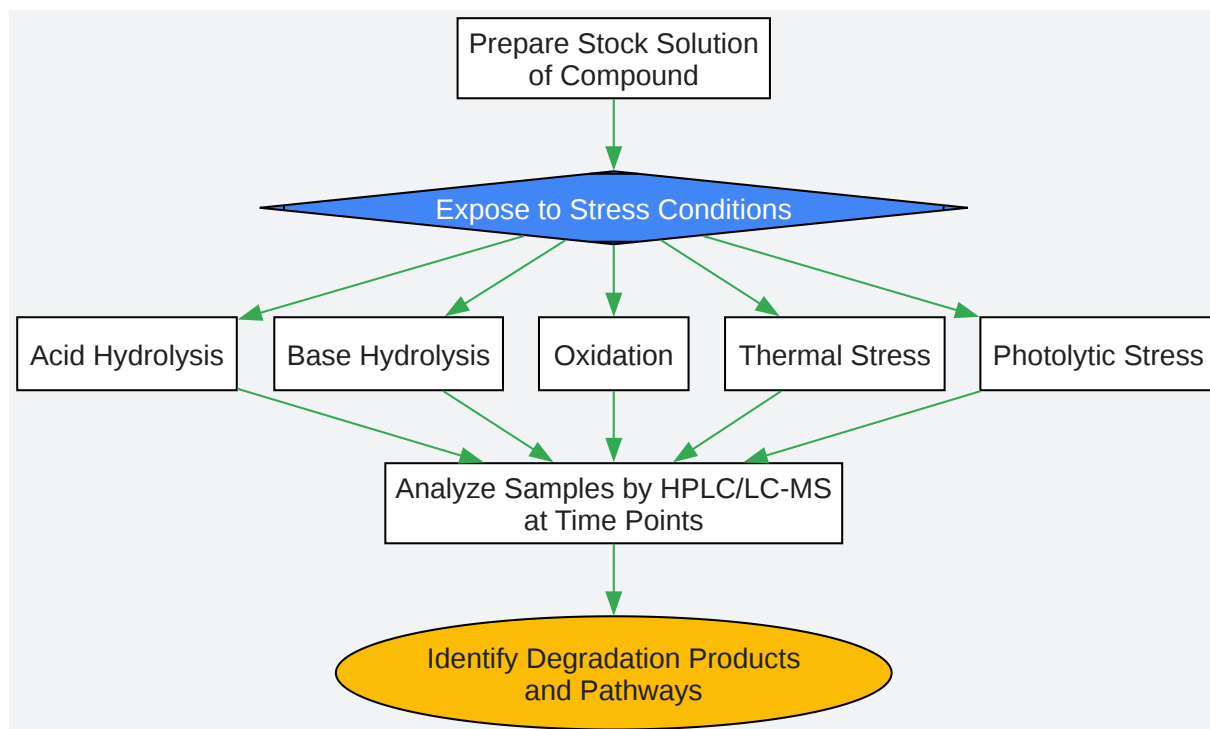 Prepare Stock Solution
of Compound
Expose to Stress Conditions
Acid Hydrolysis
Base Hydrolysis
Oxidation
Thermal Stress
Photolytic Stress
Analyze Samples by HPLC/LC-MS
at Time Points
Identify Degradation Products
and Pathways